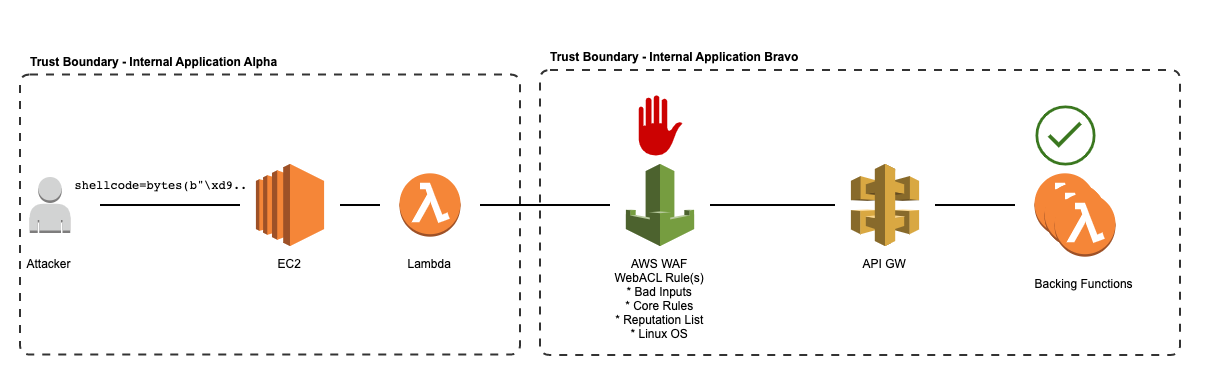 Trust Boundary - Internal Application Alpha
Trust Boundary - Internal Application Bravo
shellcode=bytes(b"\xd9..
Attacker
EC2
Lambda
AWS WAF
WebACL Rule(s)
* Bad Inputs
* Core Rules
* Reputation List
* Linux OS
API GW
Backing Functions